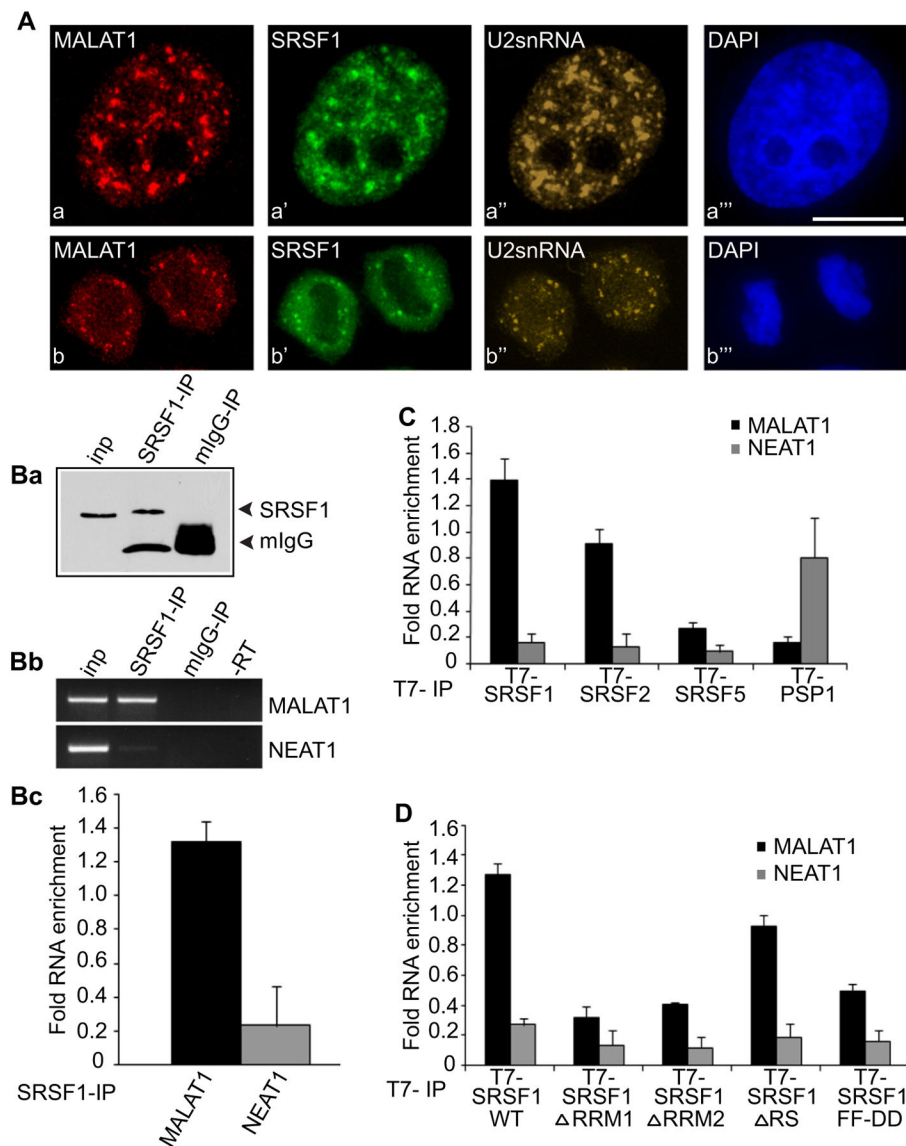 A
MALAT1 SRSF1 U2snRNA DAPI
a a' a'' a'''
MALAT1 SRSF1 U2snRNA DAPI
b b' b'' b'''
Ba
inp SRSF1-IP mIgG-IP
SRSF1
mIgG
Bb
inp SRSF1-IP mIgG-IP -RT
MALAT1
NEAT1
Bc
Fold RNA enrichment
1.6
1.4
1.2
1.0
0.8
0.6
0.4
0.2
0
SRSF1-IP
MALAT1 NEAT1
C
Fold RNA enrichment
1.8
1.6
1.4
1.2
1.0
0.8
0.6
0.4
0.2
0
MALAT1
NEAT1
T7- IP
T7-SRSF1
T7-SRSF2
T7-SRSF5
T7-PSP1
D
Fold RNA enrichment
1.6
1.4
1.2
1.0
0.8
0.6
0.4
0.2
0
MALAT1
NEAT1
T7- IP
T7-SRSF1 WT
T7-SRSF1 △RRM1
T7-SRSF1 △RRM2
T7-SRSF1 △RS
T7-SRSF1 FF-DD